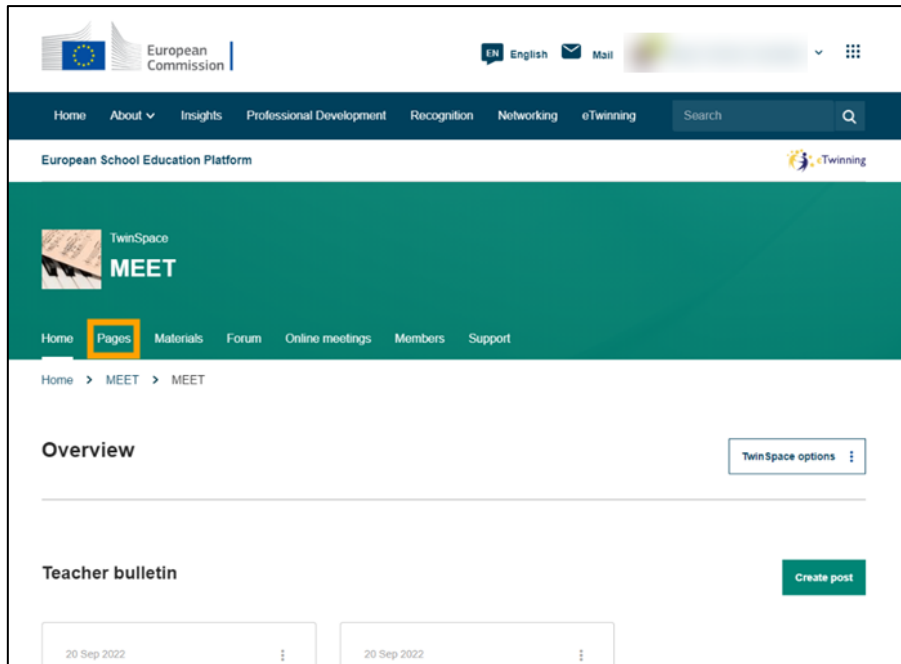 European
Commission
EN English Mail
Home About Insights Professional Development Recognition Networking eTwinning Search
European School Education Platform
eTwinning
TwinSpace
MEET
Home Pages Materials Forum Online meetings Members Support
Home > MEET > MEET
Overview
TwinSpace options
Teacher bulletin
Create post
20 Sep 2022
20 Sep 2022